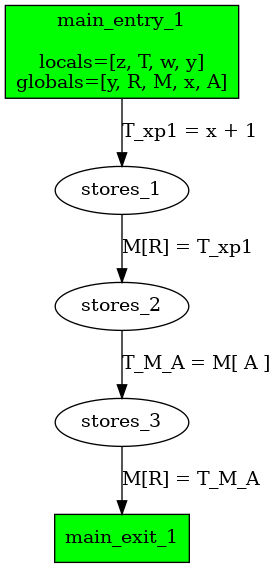 main_entry_1
locals=[z, T, w, y]
globals=[y, R, M, x, A]
T_xp1 = x + 1
stores_1
M[R] = T_xp1
stores_2
T_M_A = M[ A ]
stores_3
M[R] = T_M_A
main_exit_1